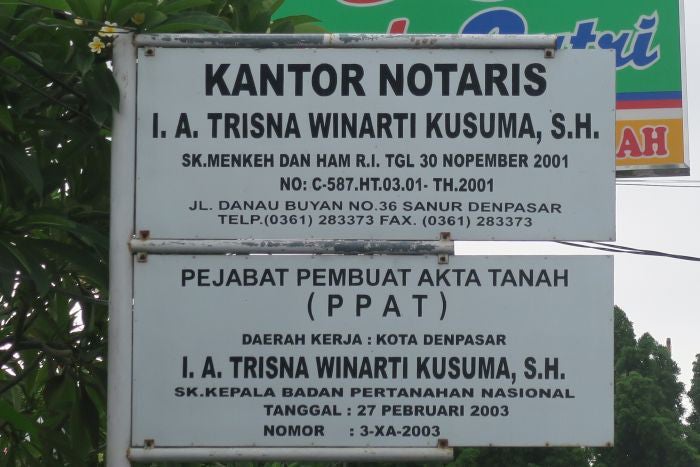 KANTOR NOTARIS
I. A. TRISNA WINARTI KUSUMA, S.H.
SK.MENKEH DAN HAM R.I. TGL 30 NOPEMBER 2001
NO: C-587.HT.03.01- TH.2001
JL. DANAU BUYAN NO.36 SANUR DENPASAR
TELP.(0361) 283373 FAX. (0361) 283373
PEJABAT PEMBUAT AKTA TANAH
( P P A T )
DAERAH KERJA : KOTA DENPASAR
I. A. TRISNA WINARTI KUSUMA, S.H.
SK.KEPALA BADAN PERTANAHAN NASIONAL
TANGGAL : 27 PEBRUARI 2003
NOMOR : 3-XA-2003